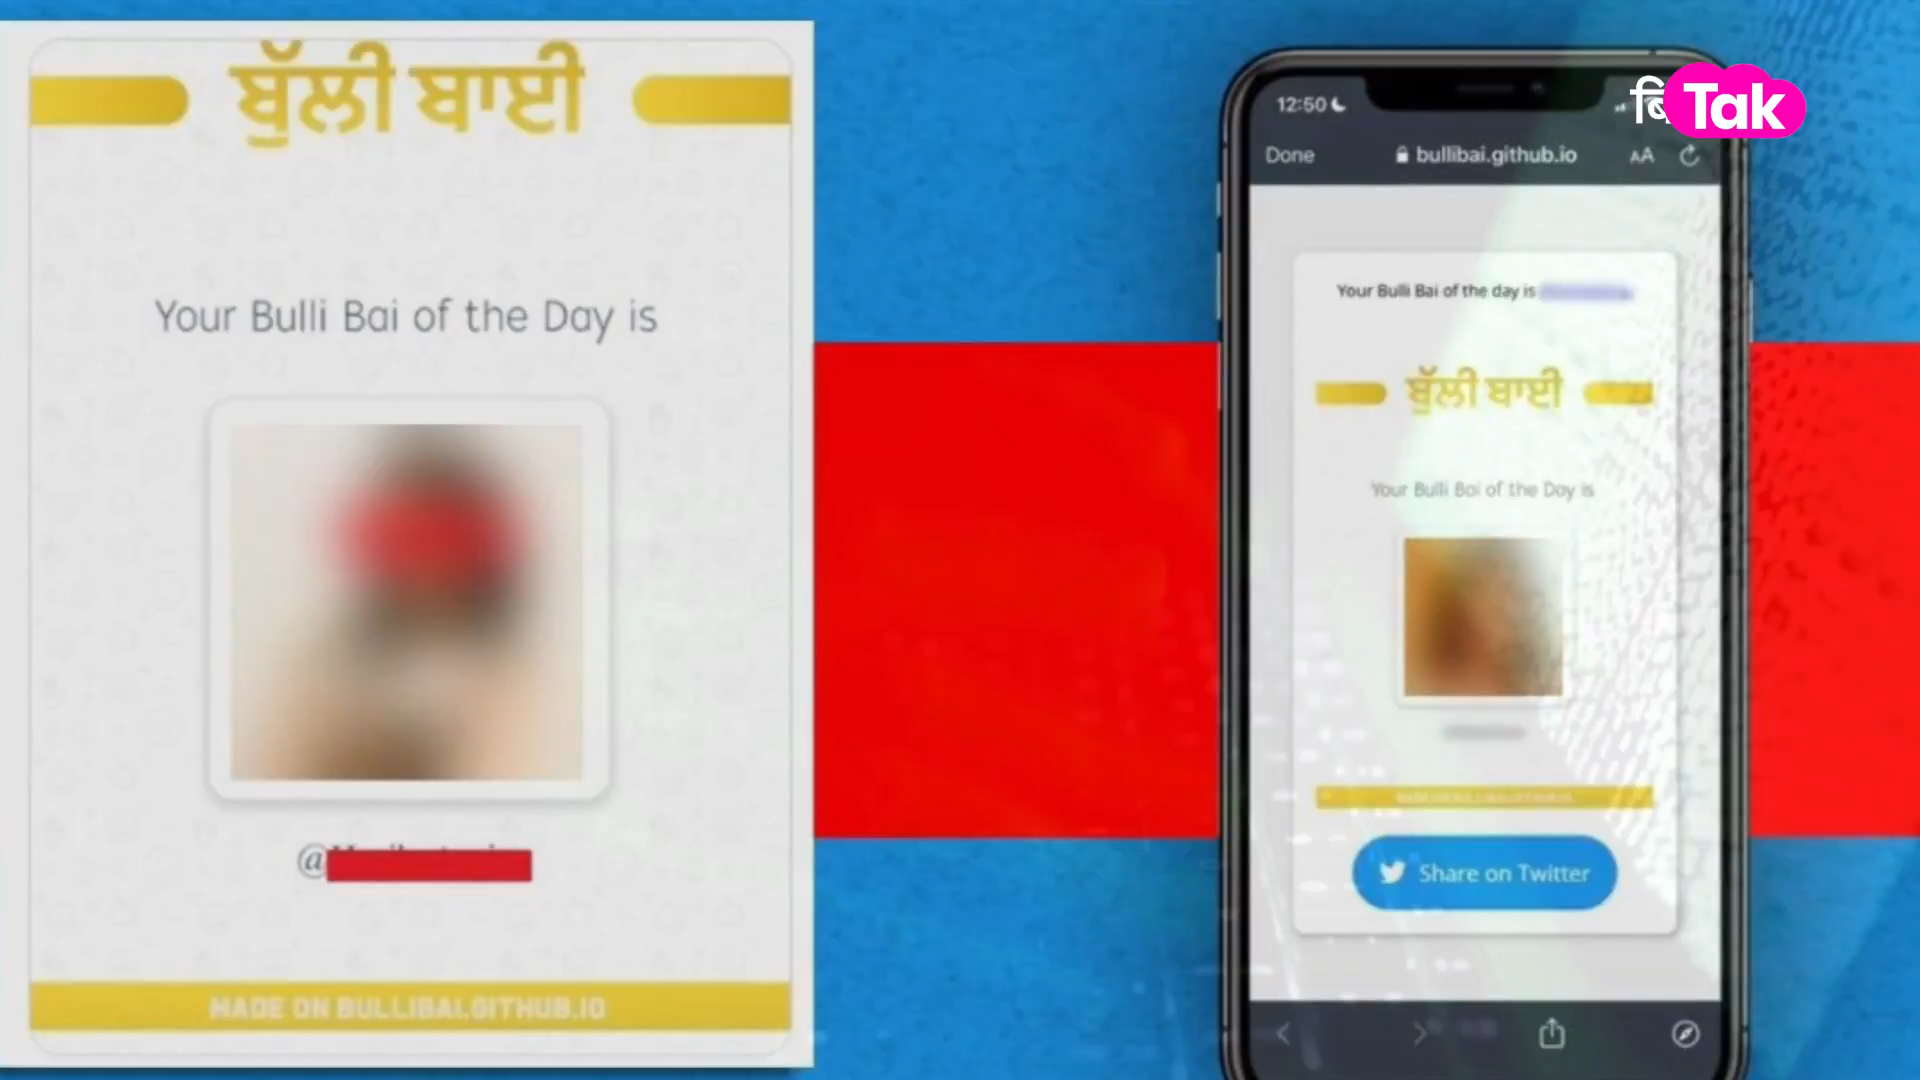 ਬੁੱਲੀ ਬਾਈ
Your Bulli Bai of the Day is
@
MADE ON BULLIBAI.GITHUB.IO
Tak
12:50
Done
bullibai.github.io
AA
Your Bulli Bai of the day is
ਬੁੱਲੀ ਬਾਈ
Your Bulli Bai of the Day is
Share on Twitter